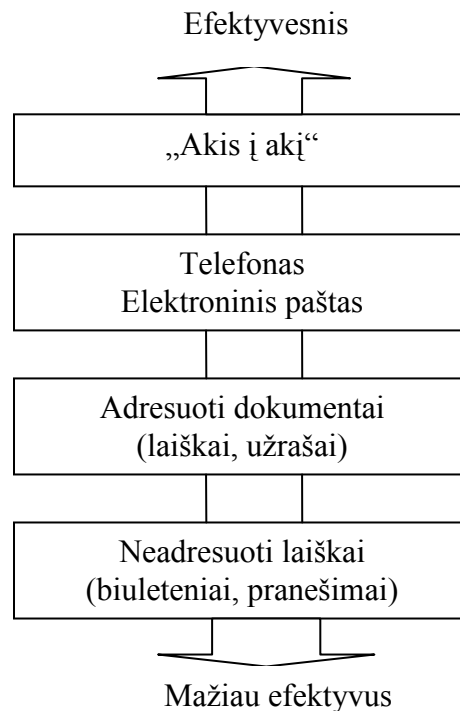 Efektyvesnis
„Akis į akį“
Telefonas
Elektroninis paštas
Adresuoti dokumentai
(laiškai, užrašai)
Neadresuoti laiškai
(biuleteniai, pranešimai)
Mažiau efektyvus